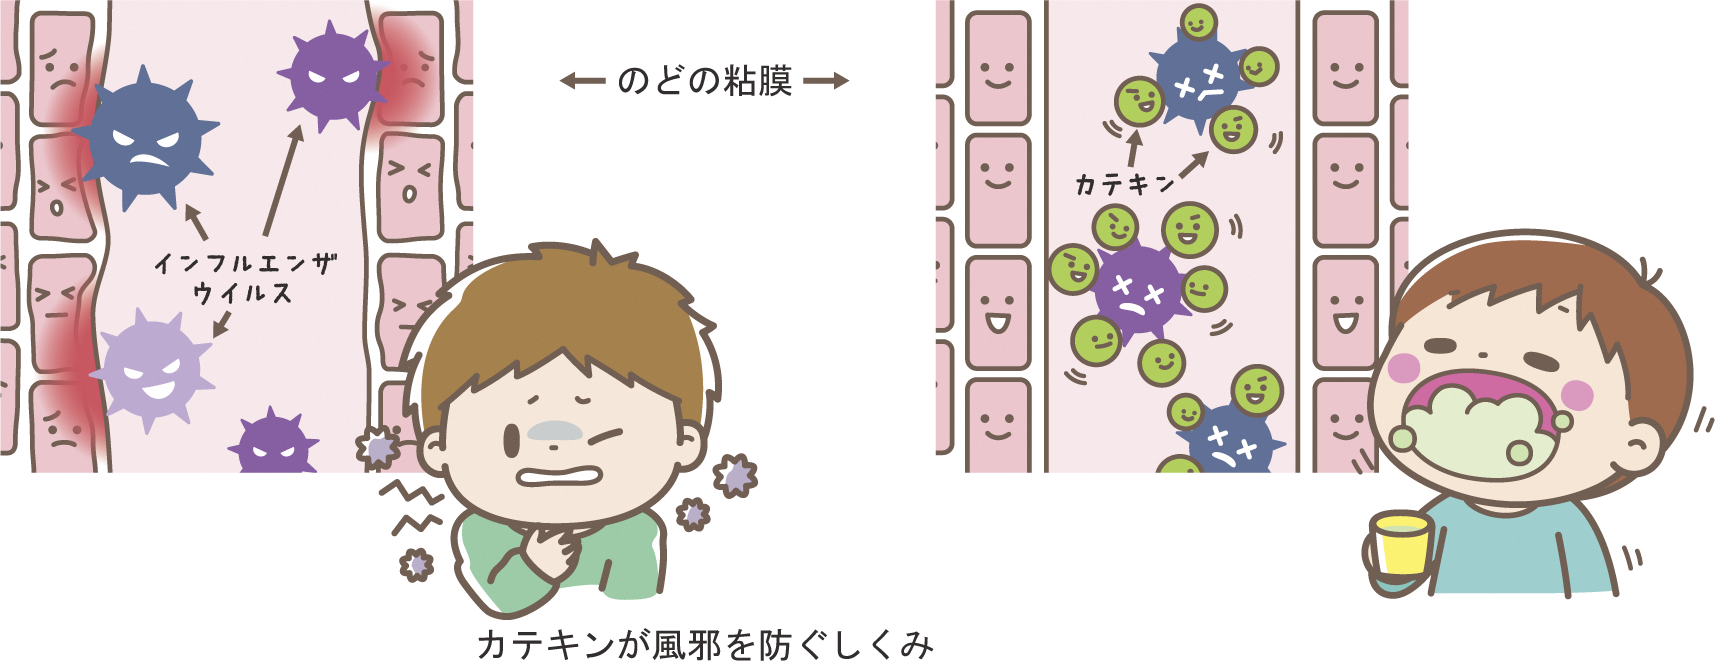 のどの粘膜
インフルエンザ
ウイルス
カテキン
カテキンが風邪を防ぐしくみ